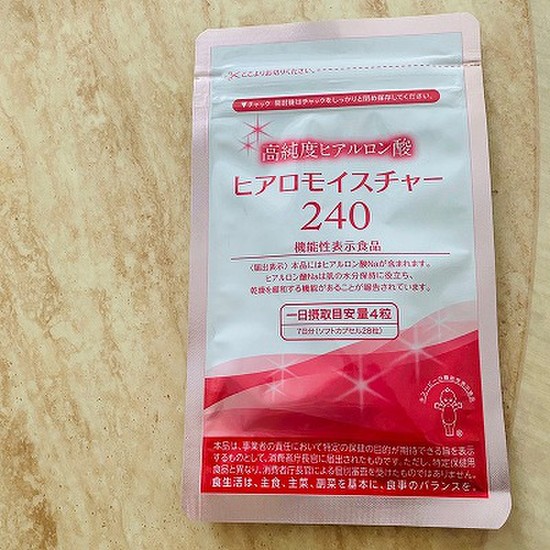 ここよりお切りください。
▼チャック 開封後はチャックをしっかりと閉め保存してください。
高純度ヒアルロン酸
ヒアロモイスチャー
240
機能性表示食品
〈届出表示〉本品にはヒアルロン酸Naが含まれます。
ヒアルロン酸Naは肌の水分保持に役立ち、
乾燥を緩和する機能があることが報告されています。
一日摂取目安量4粒
7日分(ソフトカプセル28粒)
キユーピーの機能性表示食品
®
本品は、事業者の責任において特定の保健の目的が期待できる旨を表示
するものとして、消費者庁長官に届出されたものです。ただし、特定保健用
食品と異なり、消費者庁長官による個別審査を受けたものではありません。
食生活は、主食、主菜、副菜を基本に、食事のバランスを。